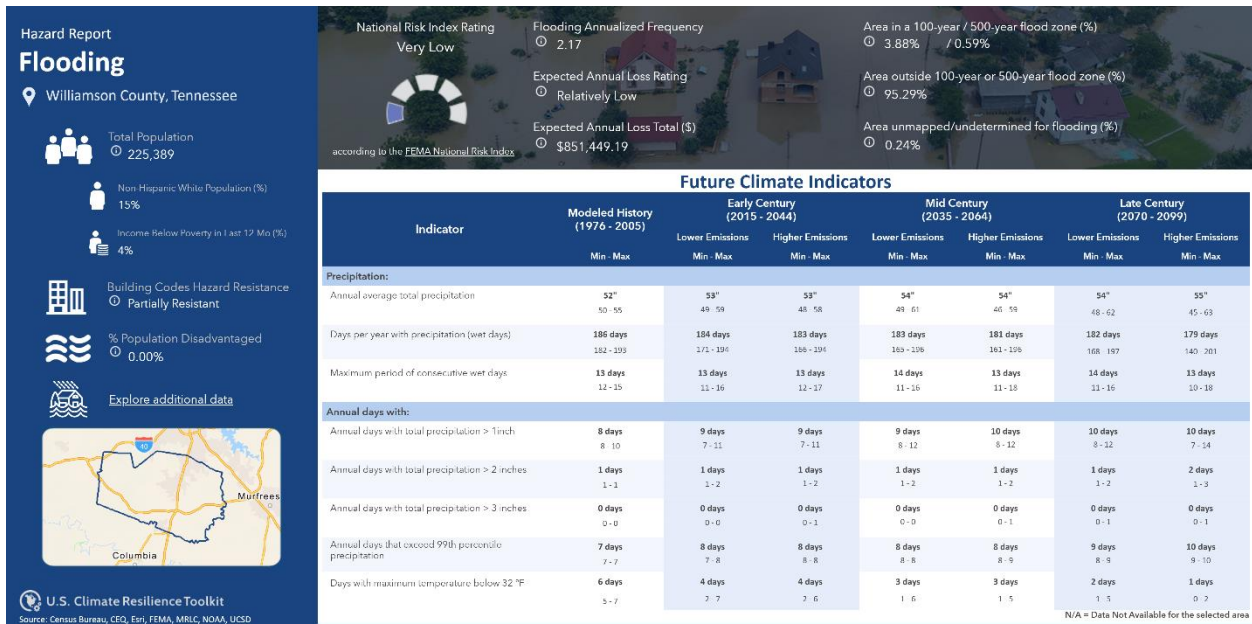 Hazard Report
Flooding
Williamson County, Tennessee
Total Population
225,389
Non-Hispanic White Population (%)
15%
Income Below Poverty in Last 12 Mo (%)
4%
Building Codes Hazard Resistance
Partially Resistant
% Population Disadvantaged
0.00%
Explore additional data
40
Murfrees
Columbia
U.S. Climate Resilience Toolkit
Source: Census Bureau, CEQ, Esri, FEMA, MRLC, NOAA, UCSD
National Risk Index Rating
Very Low
according to the FEMA National Risk Index
Flooding Annualized Frequency
2.17
Expected Annual Loss Rating
Relatively Low
Expected Annual Loss Total ($)
$851,449.19
Area in a 100-year / 500-year flood zone (%)
3.88% / 0.59%
Area outside 100-year or 500-year flood zone (%)
95.29%
Area unmapped/undetermined for flooding (%)
0.24%
Future Climate Indicators
Indicator
Modeled History
(1976 - 2005)
Min - Max
Early Century
(2015 - 2044)
Mid Century
(2035 - 2064)
Late Century
(2070 - 2099)
Lower Emissions Higher Emissions Lower Emissions Higher Emissions Lower Emissions Higher Emissions
Min - Max Min - Max Min - Max Min - Max Min - Max Min - Max
Precipitation:
Annual average total precipitation 52" 53" 53" 54" 54" 54" 55"
50 - 55 49 - 59 48 - 58 49 - 61 46 - 59 48 - 62 45 - 63
Days per year with precipitation (wet days) 186 days 184 days 183 days 183 days 181 days 182 days 179 days
182 - 193 171 - 194 166 - 194 165 - 196 161 - 196 168 - 197 140 - 201
Maximum period of consecutive wet days 13 days 13 days 13 days 14 days 13 days 14 days 13 days
12 - 15 11 - 16 12 - 17 11 - 16 11 - 18 11 - 16 10 - 18
Annual days with:
Annual days with total precipitation > 1inch 8 days 9 days 9 days 9 days 10 days 10 days 10 days
8 - 10 7 - 11 7 - 11 8 - 12 8 - 12 8 - 12 7 - 14
Annual days with total precipitation > 2 inches 1 days 1 days 1 days 1 days 1 days 1 days 2 days
1 - 1 1 - 2 1 - 2 1 - 2 1 - 2 1 - 2 1 - 3
Annual days with total precipitation > 3 inches 0 days 0 days 0 days 0 days 0 days 0 days 0 days
0 - 0 0 - 0 0 - 1 0 - 0 0 - 1 0 - 1 0 - 1
Annual days that exceed 99th percentile
precipitation 7 days 8 days 8 days 8 days 8 days 9 days 10 days
7 - 7 7 - 8 8 - 8 8 - 8 8 - 9 8 - 9 9 - 10
Days with maximum temperature below 32 °F 6 days 4 days 4 days 3 days 3 days 2 days 1 days
5 - 7 2 - 7 2 - 6 1 - 6 1 - 5 1 - 5 0 - 2
N/A = Data Not Available for the selected area